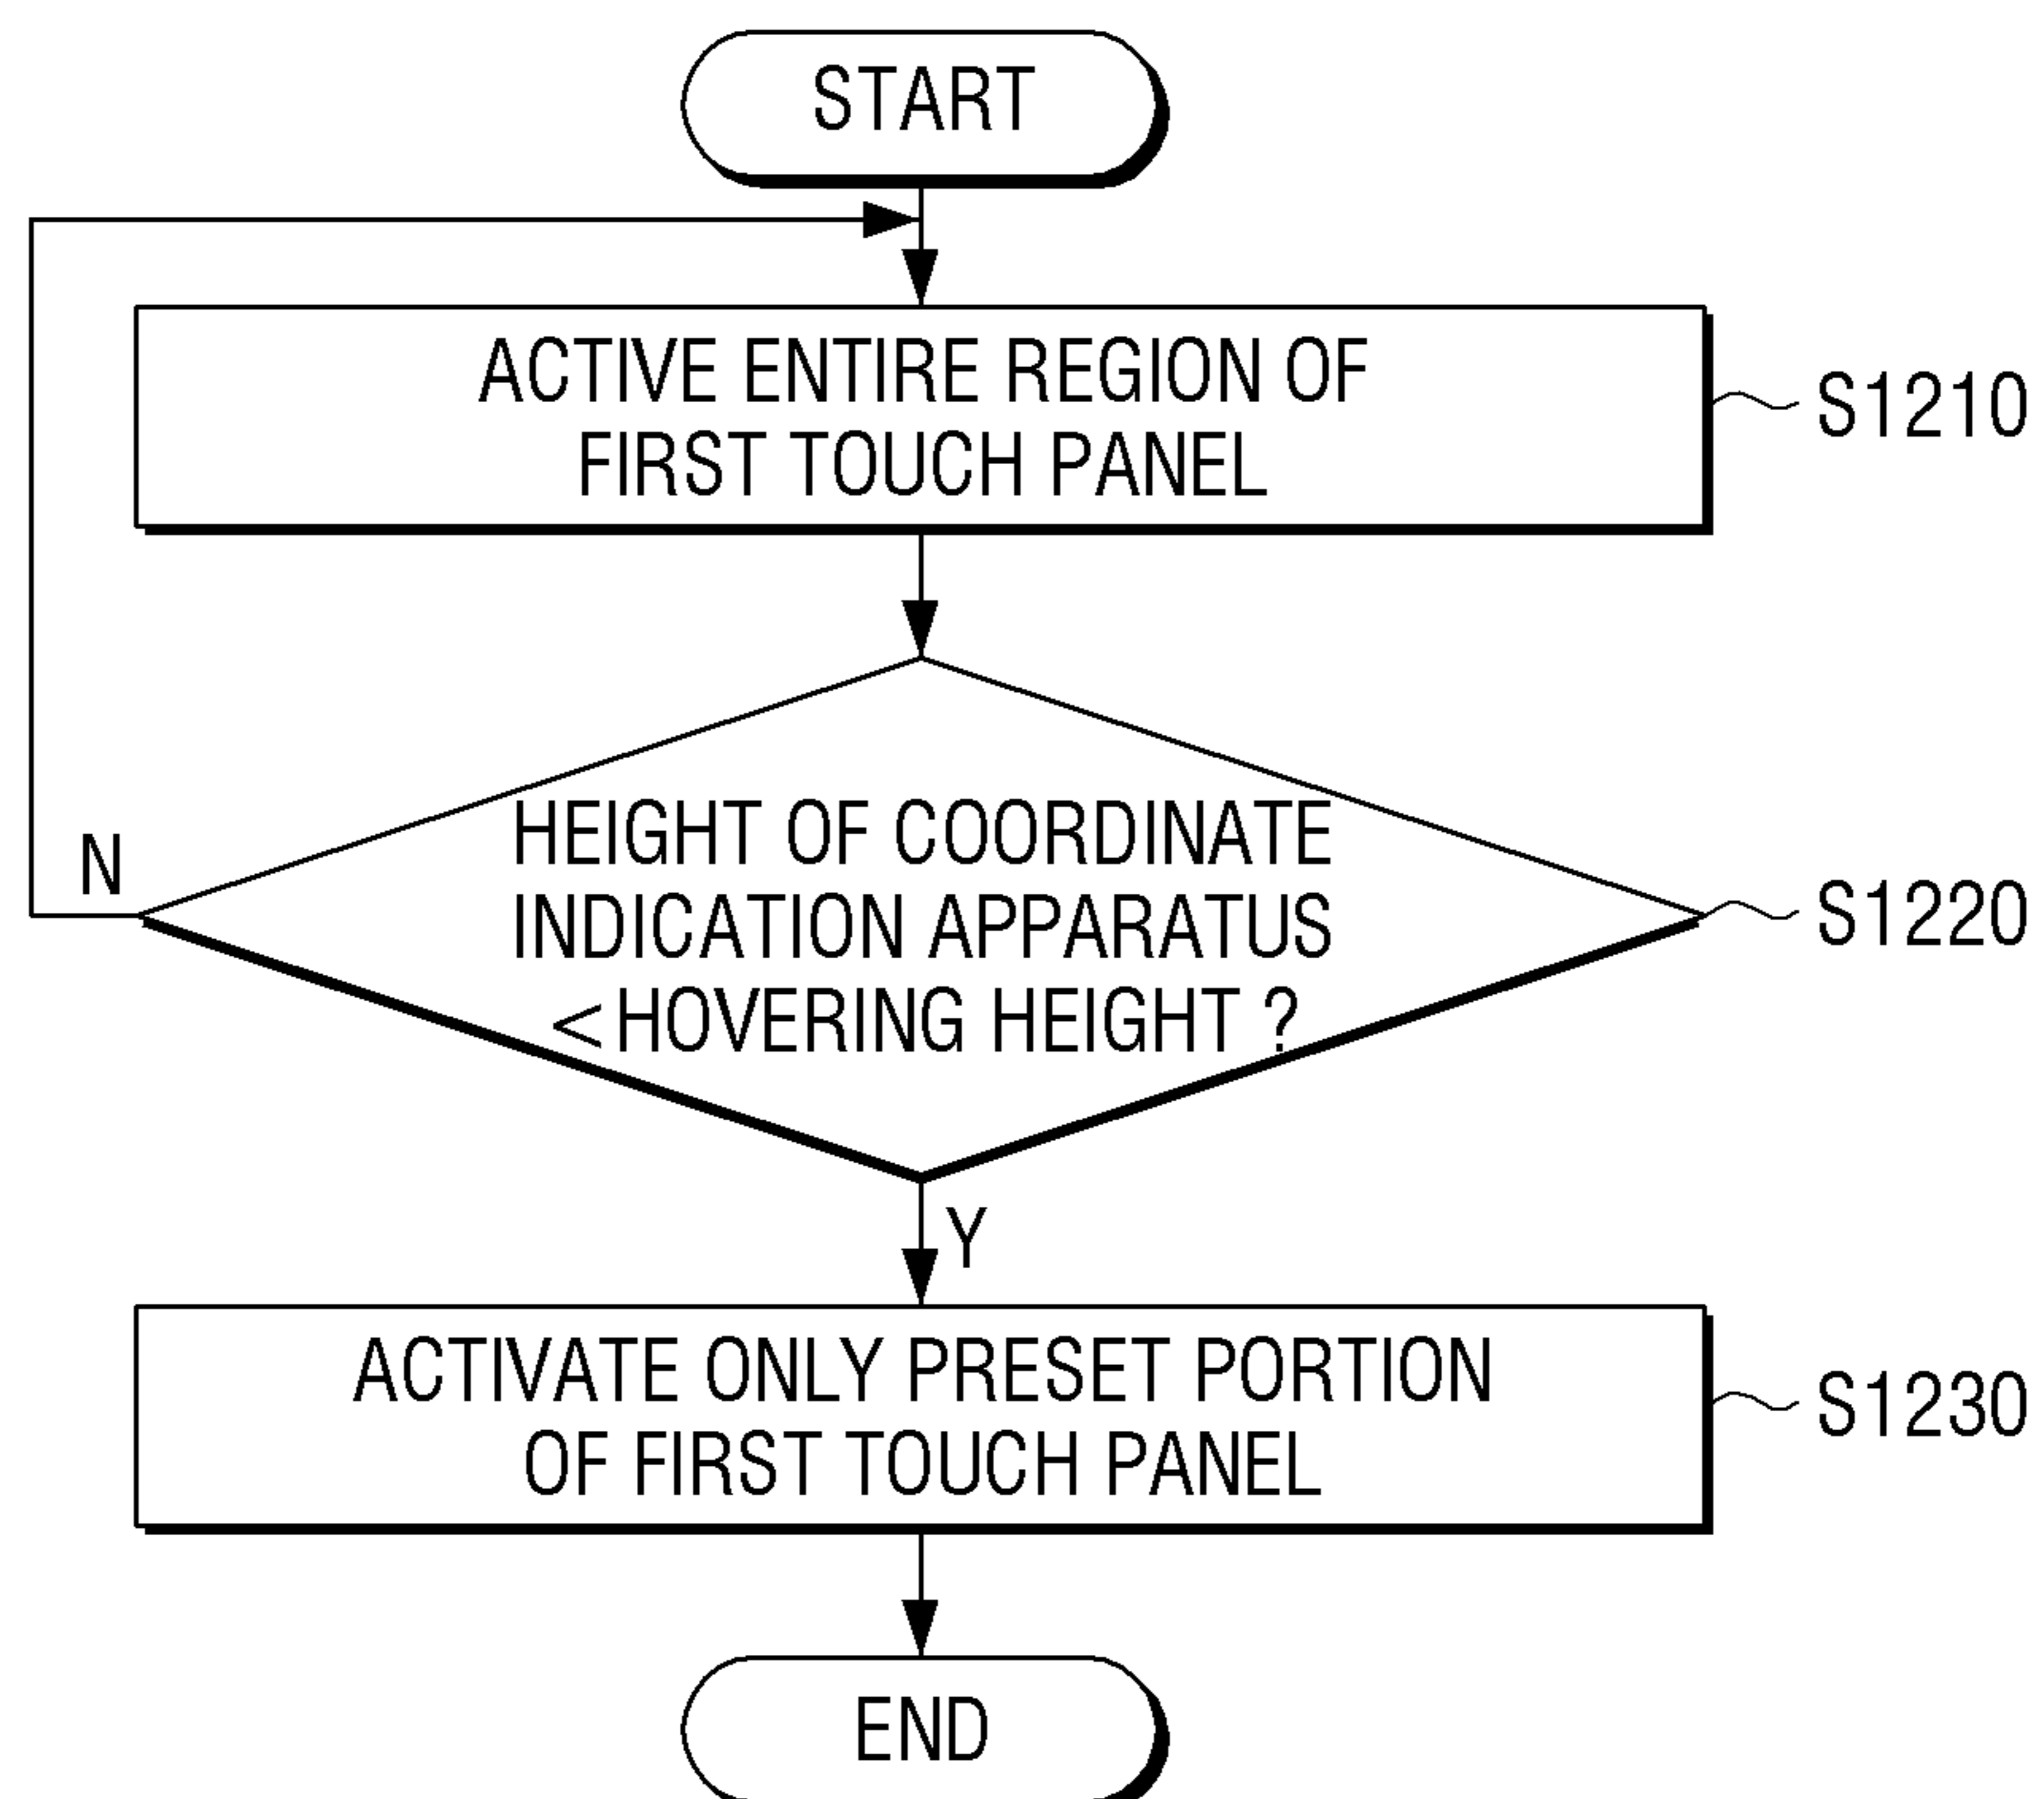 START
ACTIVE ENTIRE REGION OF
FIRST TOUCH PANEL
S1210
HEIGHT OF COORDINATE
INDICATION APPARATUS
<HOVERING HEIGHT ?
N
S1220
Y
ACTIVATE ONLY PRESET PORTION
OF FIRST TOUCH PANEL
S1230
END